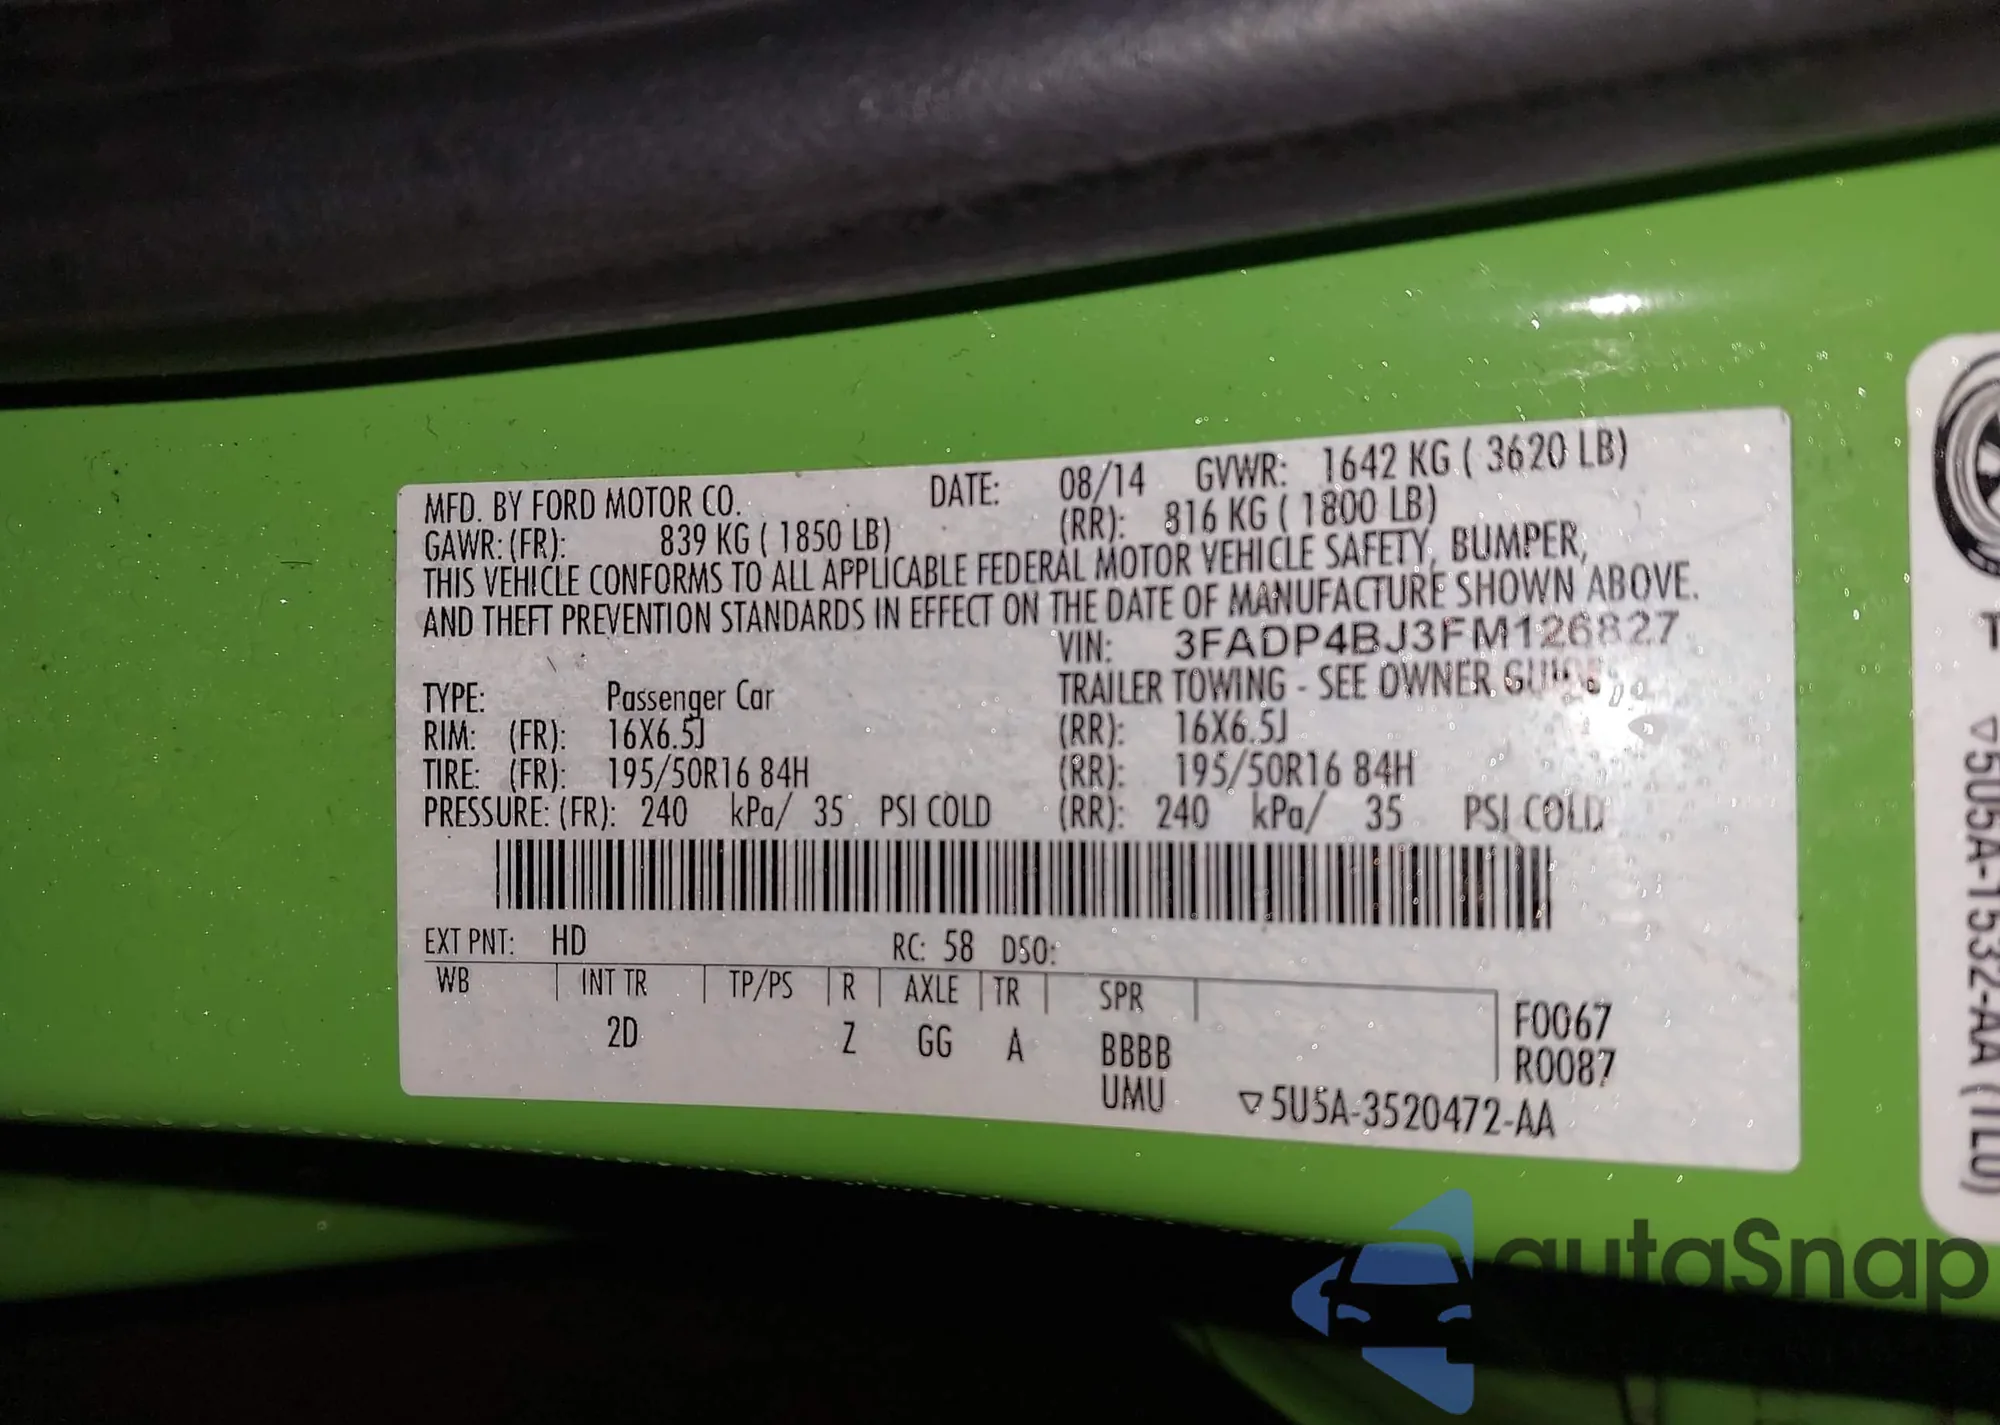 MFD. BY FORD MOTOR CO. DATE: 08/14 GVWR: 1642 KG ( 3620 LB)
GAWR: (FR): 839 KG ( 1850 LB) (RR): 816 KG ( 1800 LB)
THIS VEHICLE CONFORMS TO ALL APPLICABLE FEDERAL MOTOR VEHICLE SAFETY, BUMPER,
AND THEFT PREVENTION STANDARDS IN EFFECT ON THE DATE OF MANUFACTURE SHOWN ABOVE.
VIN: 3FADP4BJ3FM126827
TYPE: Passenger Car TRAILER TOWING - SEE OWNER GUIDE
RIM: (FR): 16X6.5J (RR): 16X6.5J
TIRE: (FR): 195/50R16 84H (RR): 195/50R16 84H
PRESSURE: (FR): 240 kPa/ 35 PSI COLD (RR): 240 kPa/ 35 PSI COLD
EXT PNT: HD RC: 58 DSO:
WB INT TR TP/PS R AXLE TR SPR
2D Z GG A BBBB
UMU
F0067
R0087
▽5U5A-3520472-AA
▽5U5A-1532-AA (TL0)
autaSnap